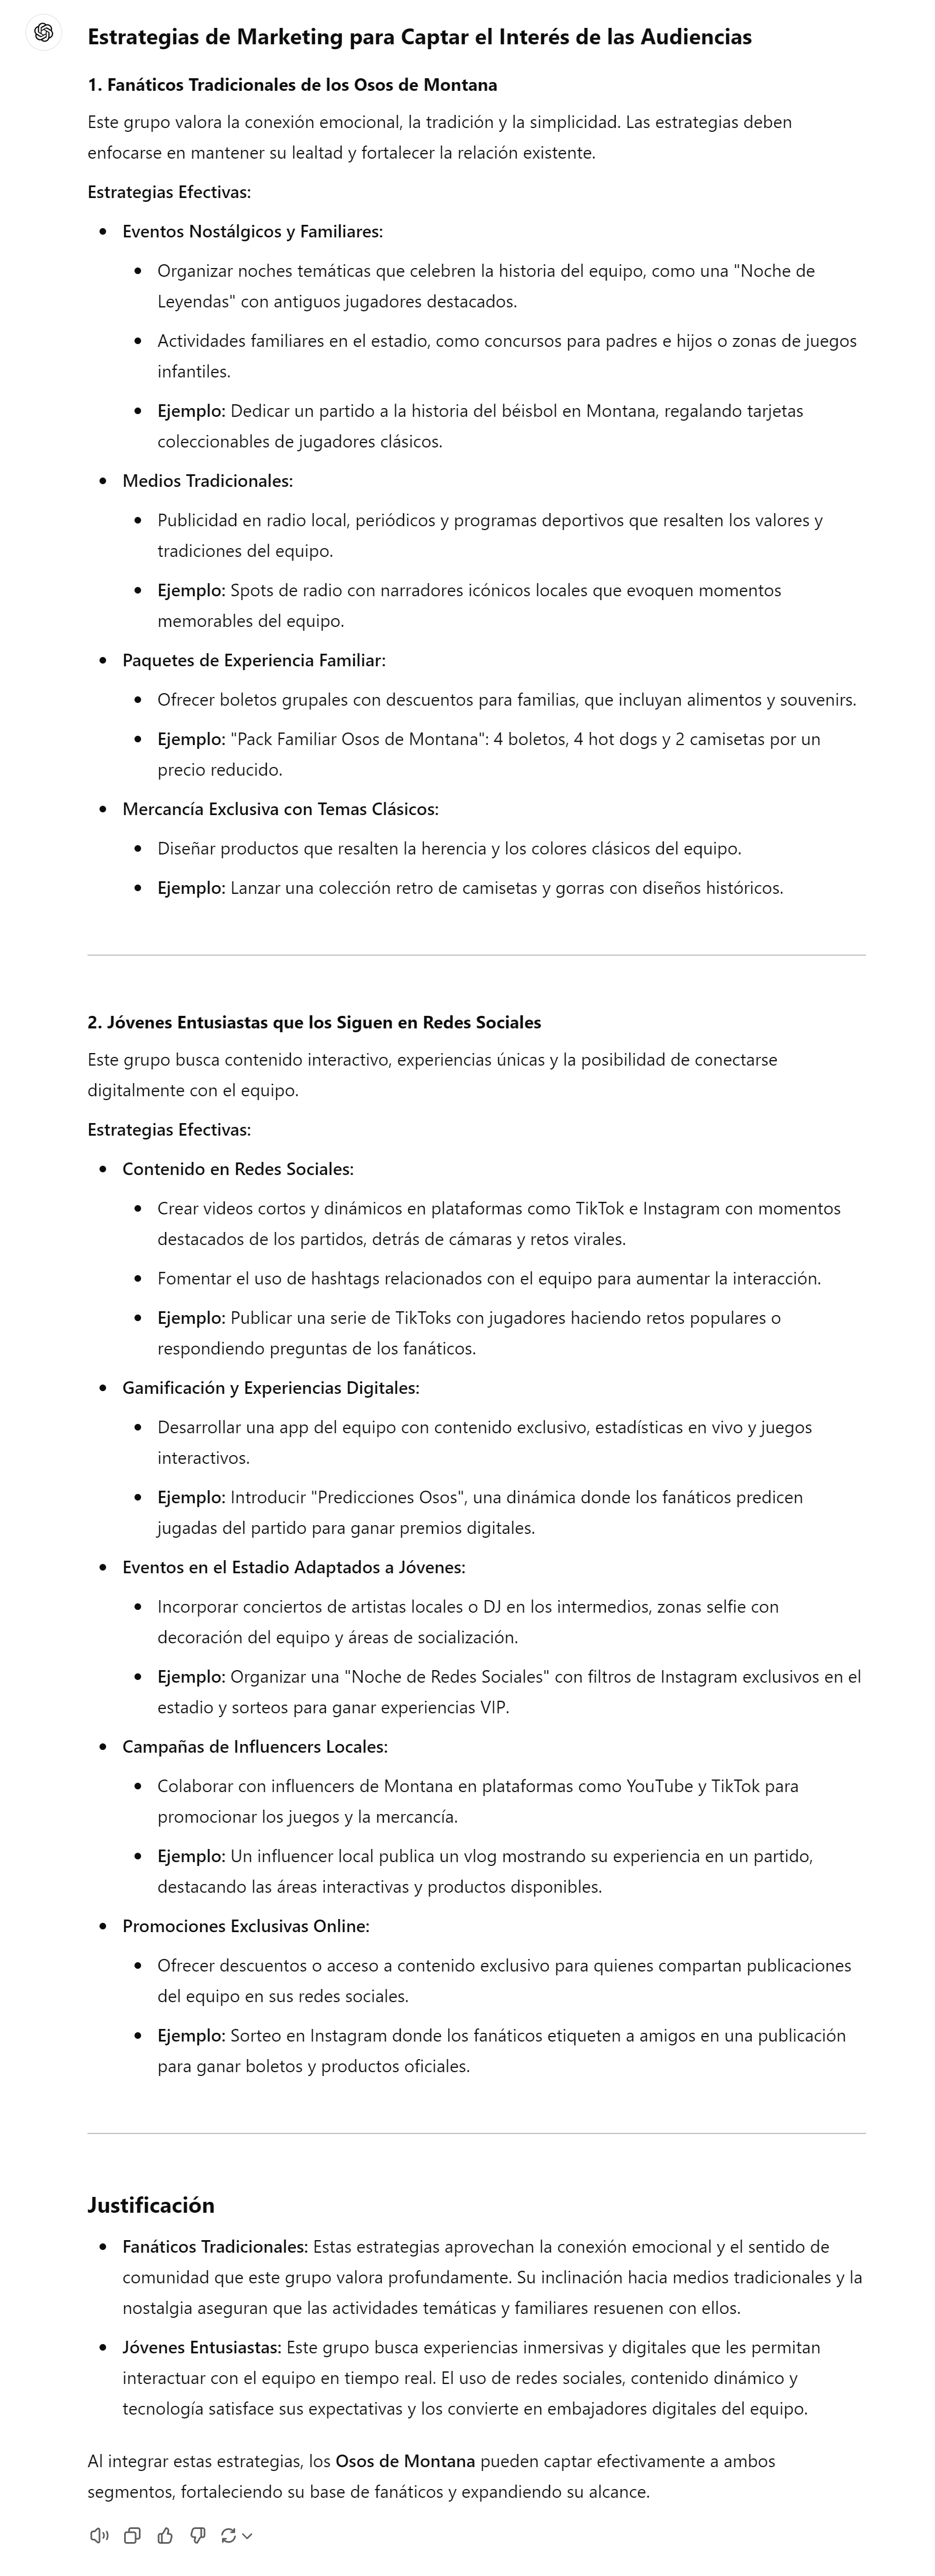 Estrategias de Marketing para Captar el Interés de las Audiencias
1. Fanáticos Tradicionales de los Osos de Montana
Este grupo valora la conexión emocional, la tradición y la simplicidad. Las estrategias deben
enfocarse en mantener su lealtad y fortalecer la relación existente.
Estrategias Efectivas:
• Eventos Nostálgicos y Familiares:
• Organizar noches temáticas que celebren la historia del equipo, como una "Noche de
Leyendas" con antiguos jugadores destacados.
• Actividades familiares en el estadio, como concursos para padres e hijos o zonas de juegos
infantiles.
• Ejemplo: Dedicar un partido a la historia del béisbol en Montana, regalando tarjetas
coleccionables de jugadores clásicos.
• Medios Tradicionales:
• Publicidad en radio local, periódicos y programas deportivos que resalten los valores y
tradiciones del equipo.
• Ejemplo: Spots de radio con narradores icónicos locales que evoquen momentos
memorables del equipo.
• Paquetes de Experiencia Familiar:
• Ofrecer boletos grupales con descuentos para familias, que incluyan alimentos y souvenirs.
• Ejemplo: "Pack Familiar Osos de Montana": 4 boletos, 4 hot dogs y 2 camisetas por un
precio reducido.
• Mercancía Exclusiva con Temas Clásicos:
• Diseñar productos que resalten la herencia y los colores clásicos del equipo.
• Ejemplo: Lanzar una colección retro de camisetas y gorras con diseños históricos.
2. Jóvenes Entusiastas que los Siguen en Redes Sociales
Este grupo busca contenido interactivo, experiencias únicas y la posibilidad de conectarse
digitalmente con el equipo.
Estrategias Efectivas:
• Contenido en Redes Sociales:
• Crear videos cortos y dinámicos en plataformas como TikTok e Instagram con momentos
destacados de los partidos, detrás de cámaras y retos virales.
• Fomentar el uso de hashtags relacionados con el equipo para aumentar la interacción.
• Ejemplo: Publicar una serie de TikToks con jugadores haciendo retos populares o
respondiendo preguntas de los fanáticos.
• Gamificación y Experiencias Digitales:
• Desarrollar una app del equipo con contenido exclusivo, estadísticas en vivo y juegos
interactivos.
• Ejemplo: Introducir "Predicciones Osos", una dinámica donde los fanáticos predicen
jugadas del partido para ganar premios digitales.
• Eventos en el Estadio Adaptados a Jóvenes:
• Incorporar conciertos de artistas locales o DJ en los intermedios, zonas selfie con
decoración del equipo y áreas de socialización.
• Ejemplo: Organizar una "Noche de Redes Sociales" con filtros de Instagram exclusivos en el
estadio y sorteos para ganar experiencias VIP.
• Campañas de Influencers Locales:
• Colaborar con influencers de Montana en plataformas como YouTube y TikTok para
promocionar los juegos y la mercancía.
• Ejemplo: Un influencer local publica un vlog mostrando su experiencia en un partido,
destacando las áreas interactivas y productos disponibles.
• Promociones Exclusivas Online:
• Ofrecer descuentos o acceso a contenido exclusivo para quienes compartan publicaciones
del equipo en sus redes sociales.
• Ejemplo: Sorteo en Instagram donde los fanáticos etiqueten a amigos en una publicación
para ganar boletos y productos oficiales.
Justificación
• Fanáticos Tradicionales: Estas estrategias aprovechan la conexión emocional y el sentido de
comunidad que este grupo valora profundamente. Su inclinación hacia medios tradicionales y la
nostalgia aseguran que las actividades temáticas y familiares resuenen con ellos.
• Jóvenes Entusiastas: Este grupo busca experiencias inmersivas y digitales que les permitan
interactuar con el equipo en tiempo real. El uso de redes sociales, contenido dinámico y
tecnología satisface sus expectativas y los convierte en embajadores digitales del equipo.
Al integrar estas estrategias, los Osos de Montana pueden captar efectivamente a ambos
segmentos, fortaleciendo su base de fanáticos y expandiendo su alcance.